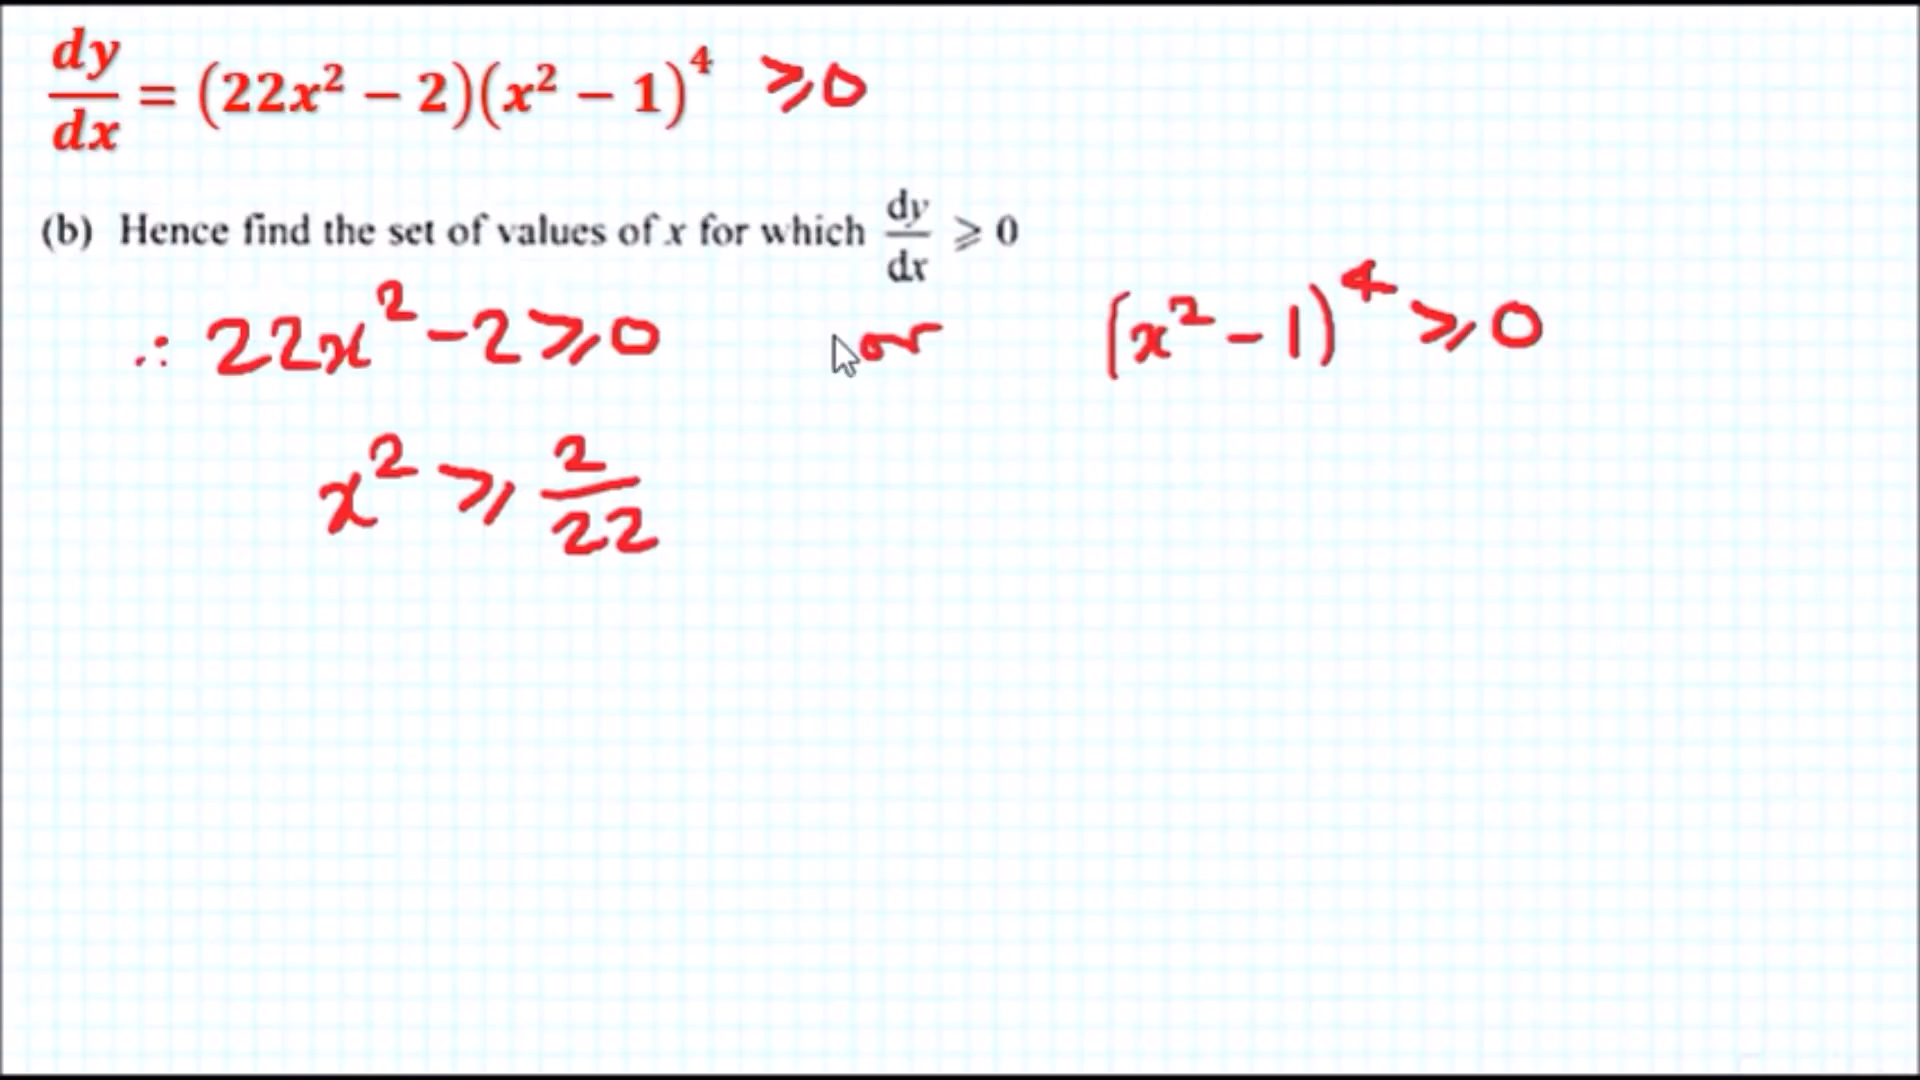 dy/dx = (22x² − 2)(x² − 1)⁴ ⩾0
(b) Hence find the set of values of x for which dy/dx ⩾ 0
∴ 22x² −2⩾0 or (x² − 1)⁴ ⩾0
x² ⩾ 2/22